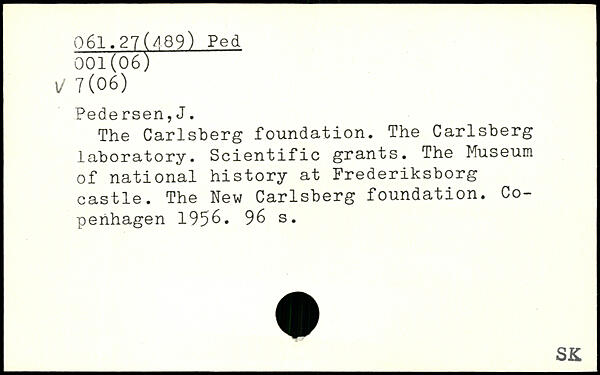 061.27(489) Ped
001(06)
√ 7(06)
Pedersen,J.
The Carlsberg foundation. The Carlsberg
laboratory. Scientific grants. The Museum
of national history at Frederiksborg
castle. The New Carlsberg foundation. Co-
penhagen 1956. 96 s.
SK